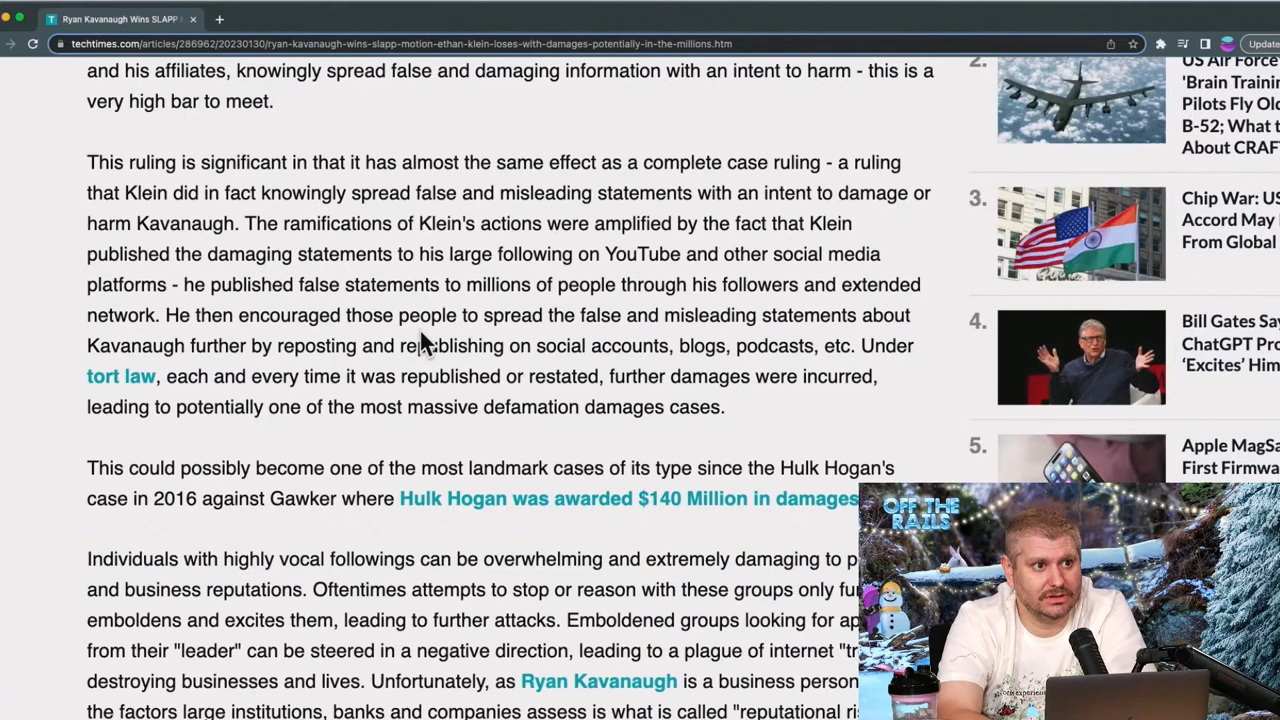 Ryan Kavanaugh Wins SLAPP
techtimes.com/articles/286962/20230130/ryan-kavanaugh-wins-slapp-motion-ethan-klein-loses-with-damages-potentially-in-the-millions.htm
Update
and his affiliates, knowingly spread false and damaging information with an intent to harm - this is a
very high bar to meet.
This ruling is significant in that it has almost the same effect as a complete case ruling - a ruling
that Klein did in fact knowingly spread false and misleading statements with an intent to damage or
harm Kavanaugh. The ramifications of Klein's actions were amplified by the fact that Klein
published the damaging statements to his large following on YouTube and other social media
platforms - he published false statements to millions of people through his followers and extended
network. He then encouraged those people to spread the false and misleading statements about
Kavanaugh further by reposting and republishing on social accounts, blogs, podcasts, etc. Under
tort law, each and every time it was republished or restated, further damages were incurred,
leading to potentially one of the most massive defamation damages cases.
This could possibly become one of the most landmark cases of its type since the Hulk Hogan's
case in 2016 against Gawker where Hulk Hogan was awarded $140 Million in damages
Individuals with highly vocal followings can be overwhelming and extremely damaging to p
and business reputations. Oftentimes attempts to stop or reason with these groups only fu
emboldens and excites them, leading to further attacks. Emboldened groups looking for ap
from their "leader" can be steered in a negative direction, leading to a plague of internet "tr
destroying businesses and lives. Unfortunately, as Ryan Kavanaugh is a business person
the factors large institutions, banks and companies assess is what is called "reputational ri
2.
US Air Force
'Brain Trainin
Pilots Fly Old
B-52; What t
About CRAF
3.
Chip War: US
Accord May
From Global
4.
Bill Gates Sa
ChatGPT Pro
'Excites' Him
5.
Apple MagSa
First Firmwa
OFF THE
RAILS